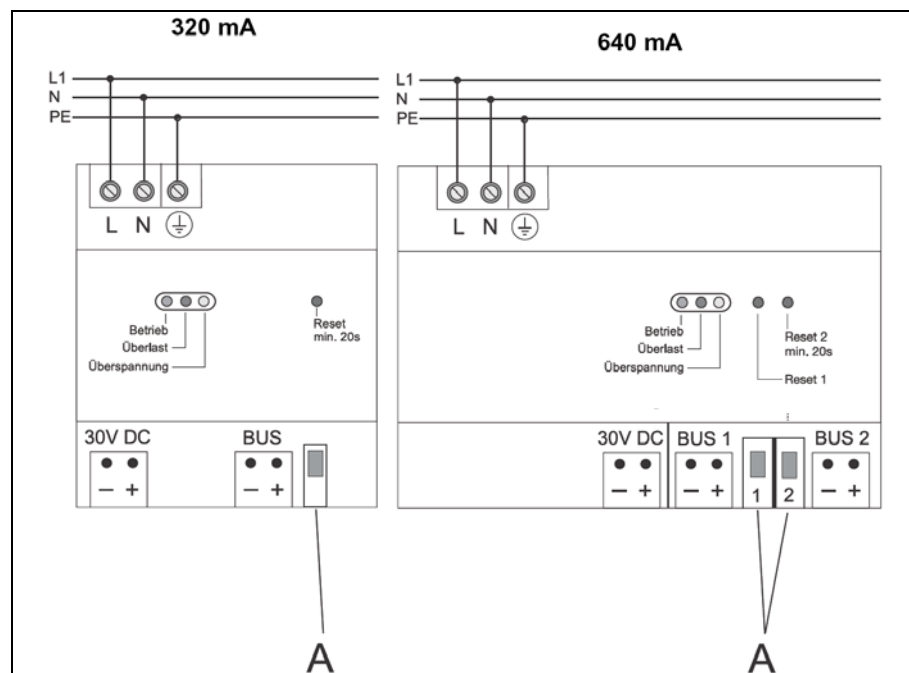 320 mA
L1
N
PE
L N
Betrieb
Überlast
Überspannung
Reset
min. 20s
30V DC
– +
BUS
– +
A
640 mA
L1
N
PE
L N
Betrieb
Überlast
Überspannung
Reset 2
min. 20s
Reset 1
30V DC
– +
BUS 1
– +
1 2
BUS 2
– +
A